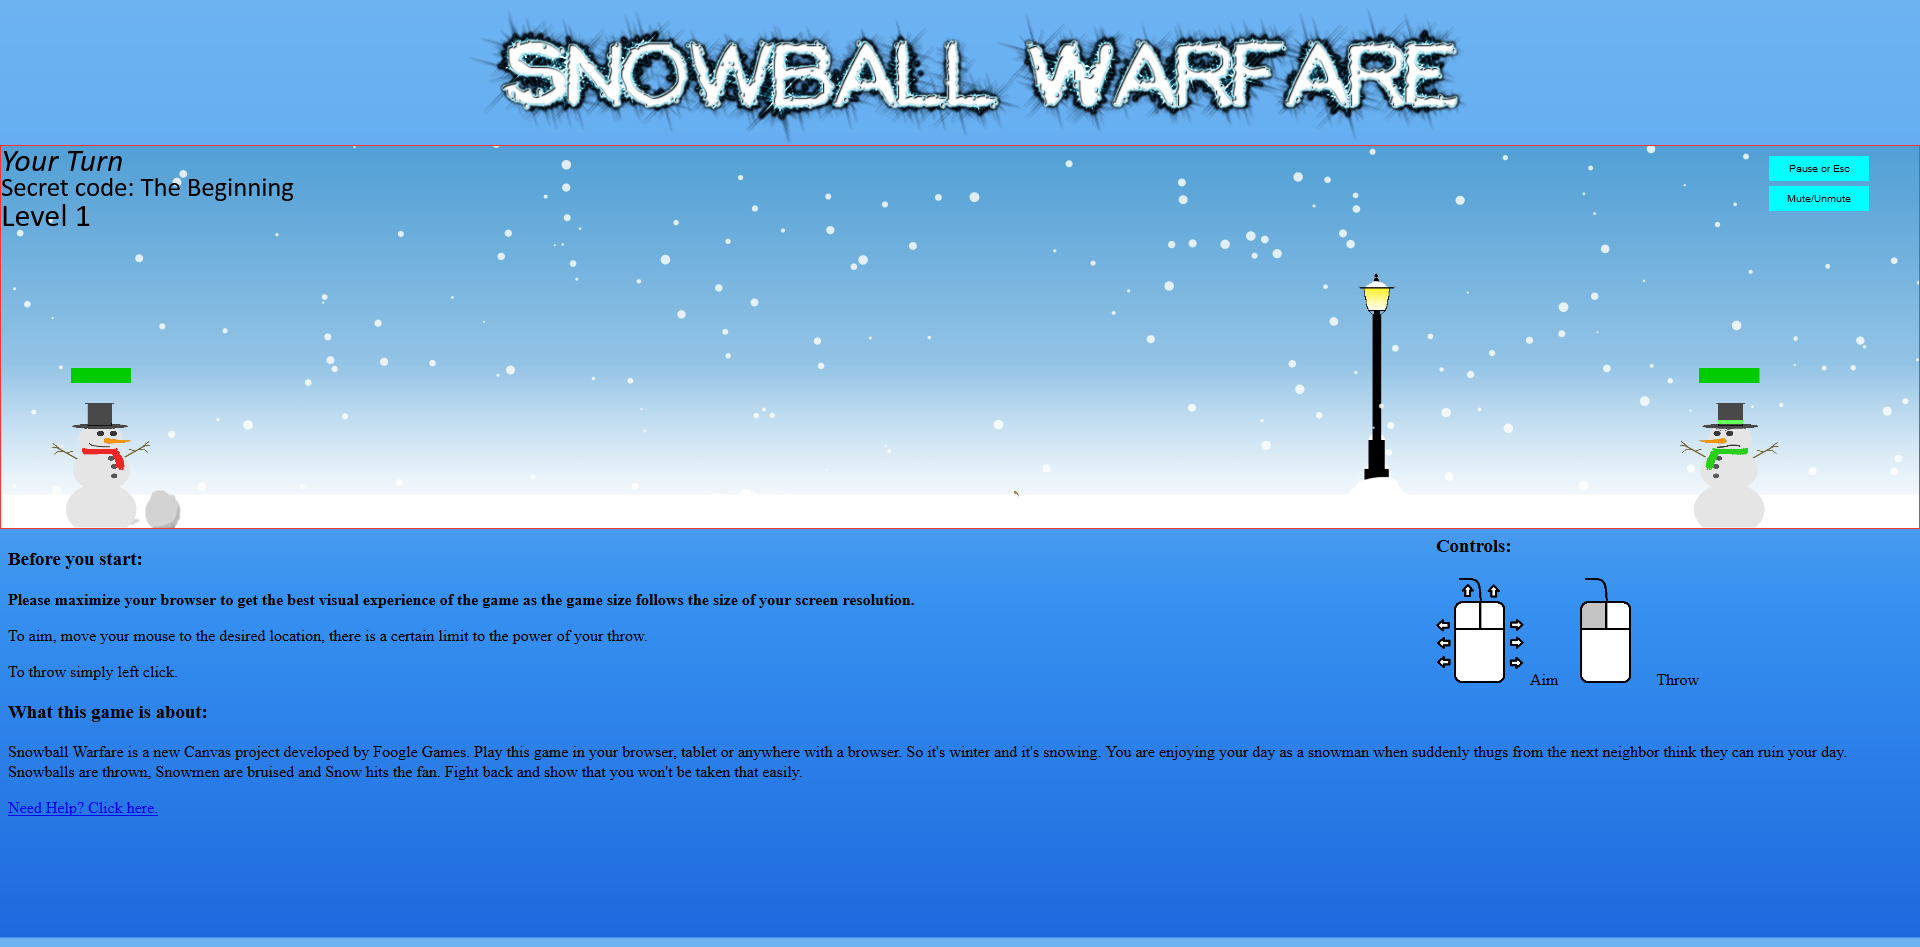 SNOWBALL WARFARE
Your Turn
Secret code: The Beginning
Level 1
Pause or Esc
Mute/Unmute
Before you start:
Please maximize your browser to get the best visual experience of the game as the game size follows the size of your screen resolution.
To aim, move your mouse to the desired location, there is a certain limit to the power of your throw.
To throw simply left click.
Controls:
Aim
Throw
What this game is about:
Snowball Warfare is a new Canvas project developed by Foogle Games. Play this game in your browser, tablet or anywhere with a browser. So it's winter and it's snowing. You are enjoying your day as a snowman when suddenly thugs from the next neighbor think they can ruin your day.
Snowballs are thrown, Snowmen are bruised and Snow hits the fan. Fight back and show that you won't be taken that easily.
Need Help? Click here.